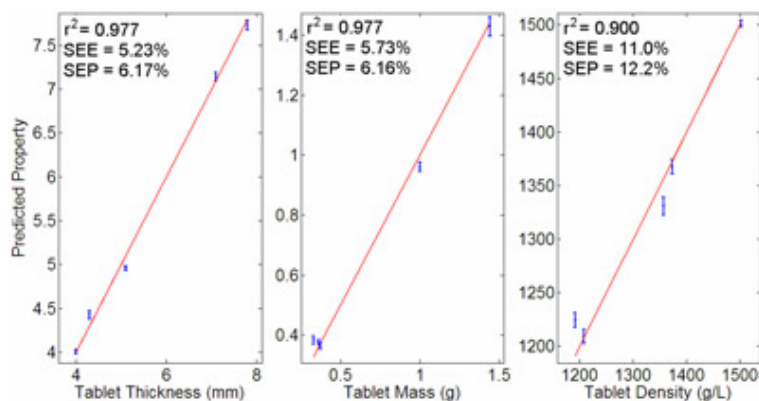 r² = 0.977
SEE = 5.23%
SEP = 6.17%
7.5
7
6.5
6
5.5
5
4.5
4
4
6
8
Predicted Property
Tablet Thickness (mm)
r² = 0.977
SEE = 5.73%
SEP = 6.16%
1.4
1.2
1
0.8
0.6
0.4
0.5
1
1.5
Tablet Mass (g)
r² = 0.900
SEE = 11.0%
SEP = 12.2%
1500
1450
1400
1350
1300
1250
1200
1200
1300
1400
1500
Tablet Density (g/L)